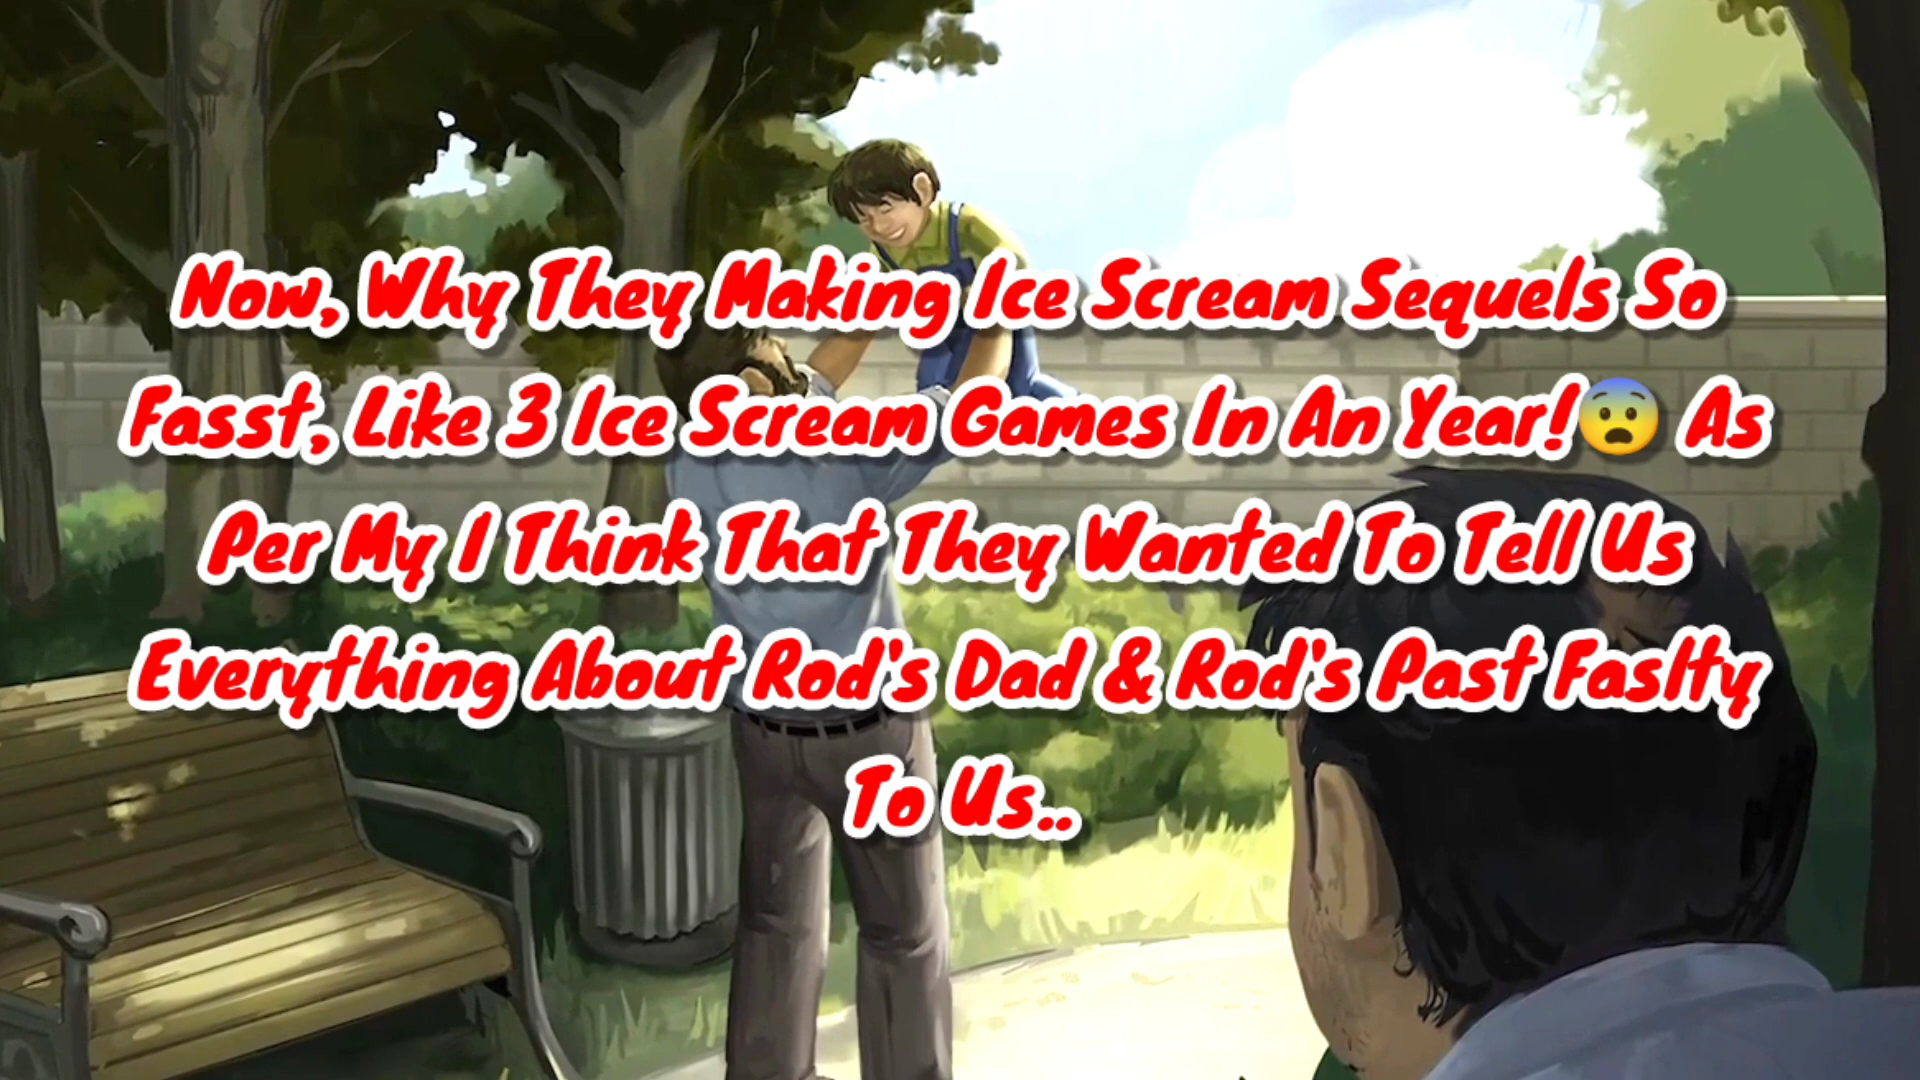 Now, Why They Making Ice Scream Sequels So
Fasst, Like 3 Ice Scream Games In An Year!😨 As
Per My I Think That They Wanted To Tell Us
Everything About Rod's Dad & Rod's Past Faslty
To Us..